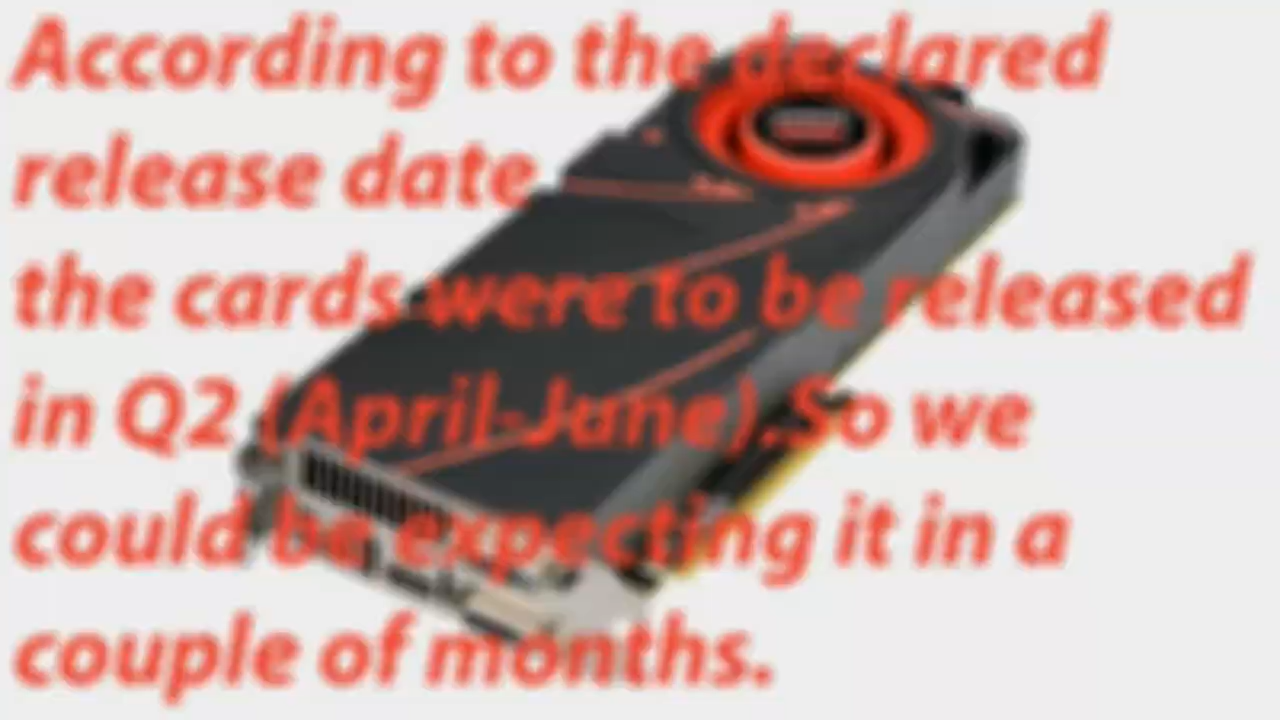 According to the declared
release date
the cards were to be released
in Q2 (April-June).So we
could be expecting it in a
couple of months.